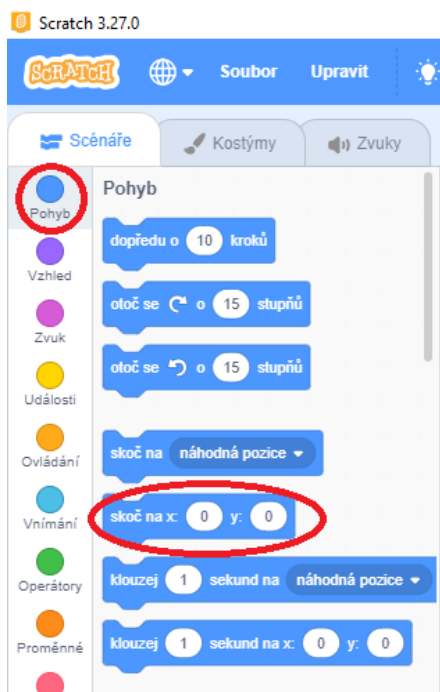 Scratch 3.27.0
SCRATCH Soubor Upravit
Scénáře Kostýmy Zvuky
Pohyb
Vzhled
Zvuk
Události
Ovládání
Vnímání
Operátory
Proměnné
Pohyb
dopředu o 10 kroků
otoč se o 15 stupňů
otoč se o 15 stupňů
skoč na náhodná pozice
skoč na x: 0 y: 0
klouzej 1 sekund na náhodná pozice
klouzej 1 sekund na x: 0 y: 0